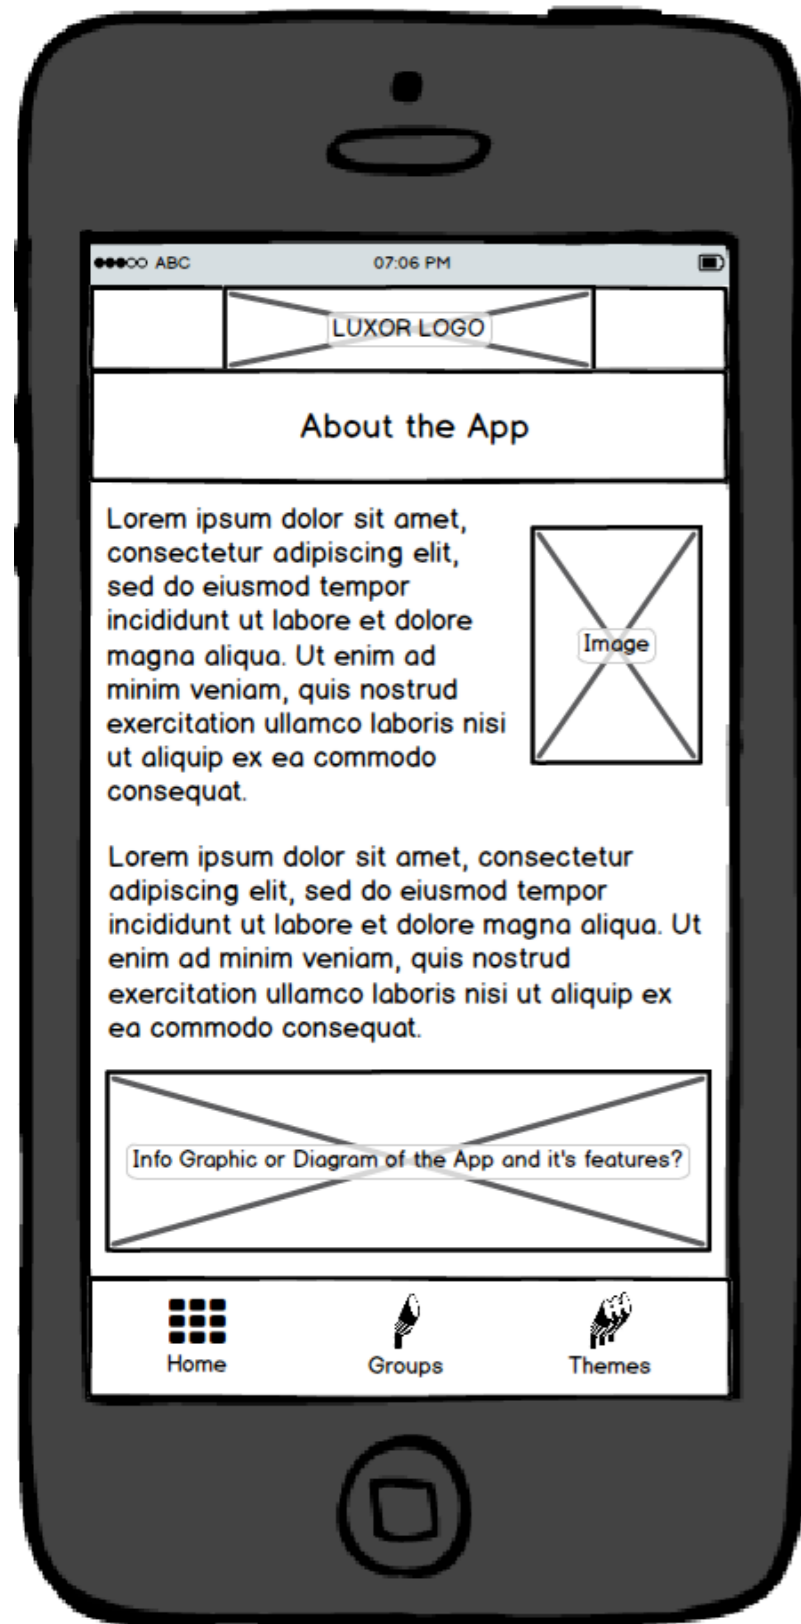 ABC 07:06 PM
LUXOR LOGO
About the App
Lorem ipsum dolor sit amet,
consectetur adipiscing elit,
sed do eiusmod tempor
incididunt ut labore et dolore
magna aliqua. Ut enim ad
minim veniam, quis nostrud
exercitation ullamco laboris nisi
ut aliquip ex ea commodo
consequat.
Image
Lorem ipsum dolor sit amet, consectetur
adipiscing elit, sed do eiusmod tempor
incididunt ut labore et dolore magna aliqua. Ut
enim ad minim veniam, quis nostrud
exercitation ullamco laboris nisi ut aliquip ex
ea commodo consequat.
Info Graphic or Diagram of the App and it's features?
Home Groups Themes